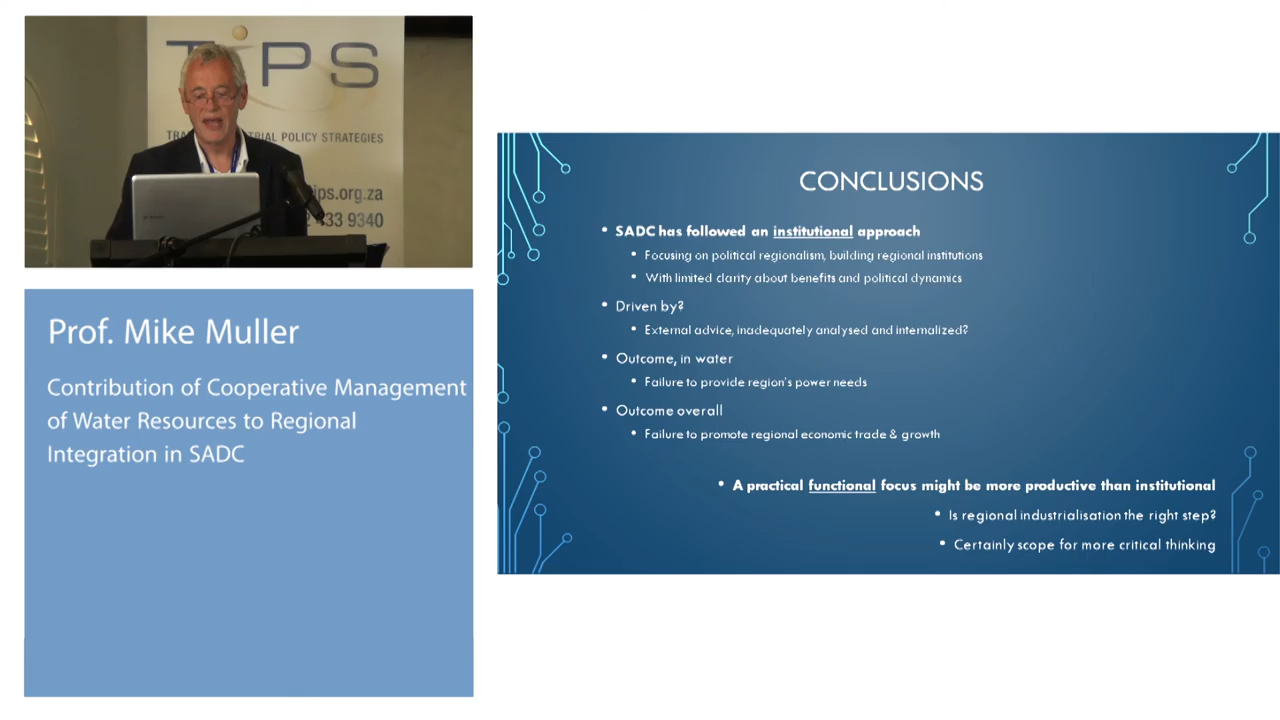 TiPS
TRA
TRIAL POLICY STRATEGIES
ips.org.za
433 9340
Prof. Mike Muller
Contribution of Cooperative Management
of Water Resources to Regional
Integration in SADC
CONCLUSIONS
• SADC has followed an institutional approach
• Focusing on political regionalism, building regional institutions
• With limited clarity about benefits and political dynamics
• Driven by?
• External advice, inadequately analysed and internalized?
• Outcome, in water
• Failure to provide region's power needs
• Outcome overall
• Failure to promote regional economic trade & growth
• A practical functional focus might be more productive than institutional
• Is regional industrialisation the right step?
• Certainly scope for more critical thinking